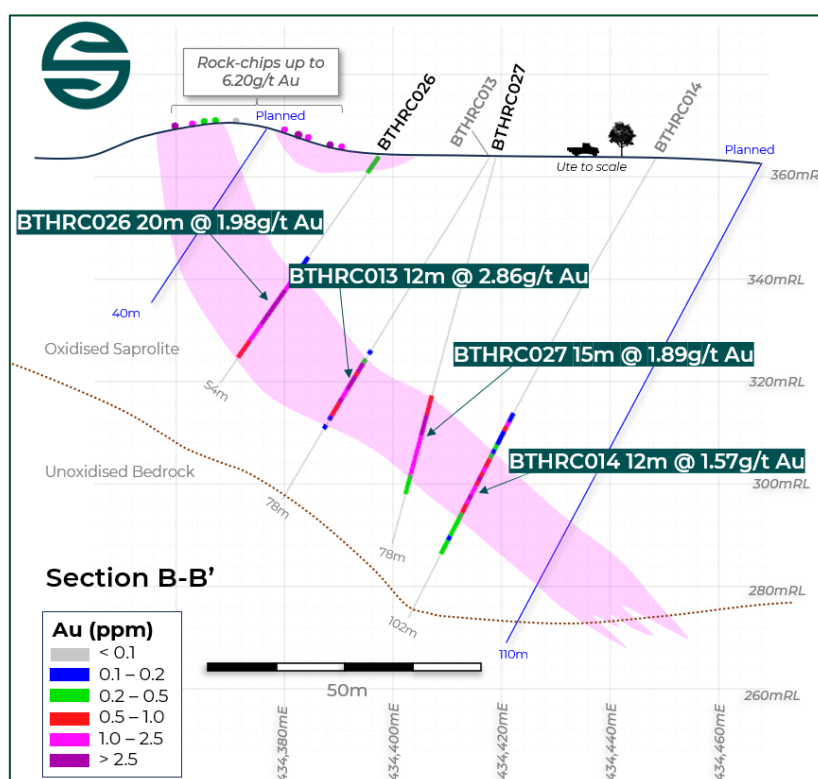 Rock-chips up to
6.20g/t Au
Planned
BTHRC026
BTHRC013
BTHRC027
BTHRC014
Planned
Ute to scale
360mRL
BTHRC026 20m @ 1.98g/t Au
BTHRC013 12m @ 2.86g/t Au
340mRL
40m
Oxidised Saprolite
BTHRC027 15m @ 1.89g/t Au
320mRL
54m
Unoxidised Bedrock
BTHRC014 12m @ 1.57g/t Au
300mRL
78m
78m
Section B-B’
280mRL
102m
110m
Au (ppm)
< 0.1
0.1 – 0.2
0.2 – 0.5
0.5 – 1.0
1.0 - 2.5
> 2.5
50m
260mRL
434,380mE
434,400mE
434,420mE
434,440mE
434,460mE